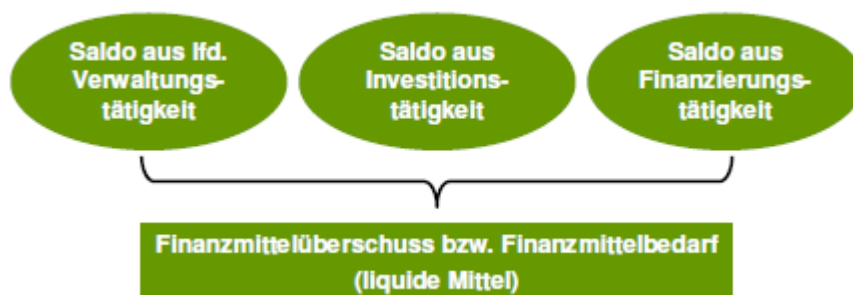 Saldo aus lfd.
Verwaltungs-
tätigkeit
Saldo aus
Investitions-
tätigkeit
Saldo aus
Finanzierungs-
tätigkeit
Finanzmittelüberschuss bzw. Finanzmittelbedarf
(liquide Mittel)